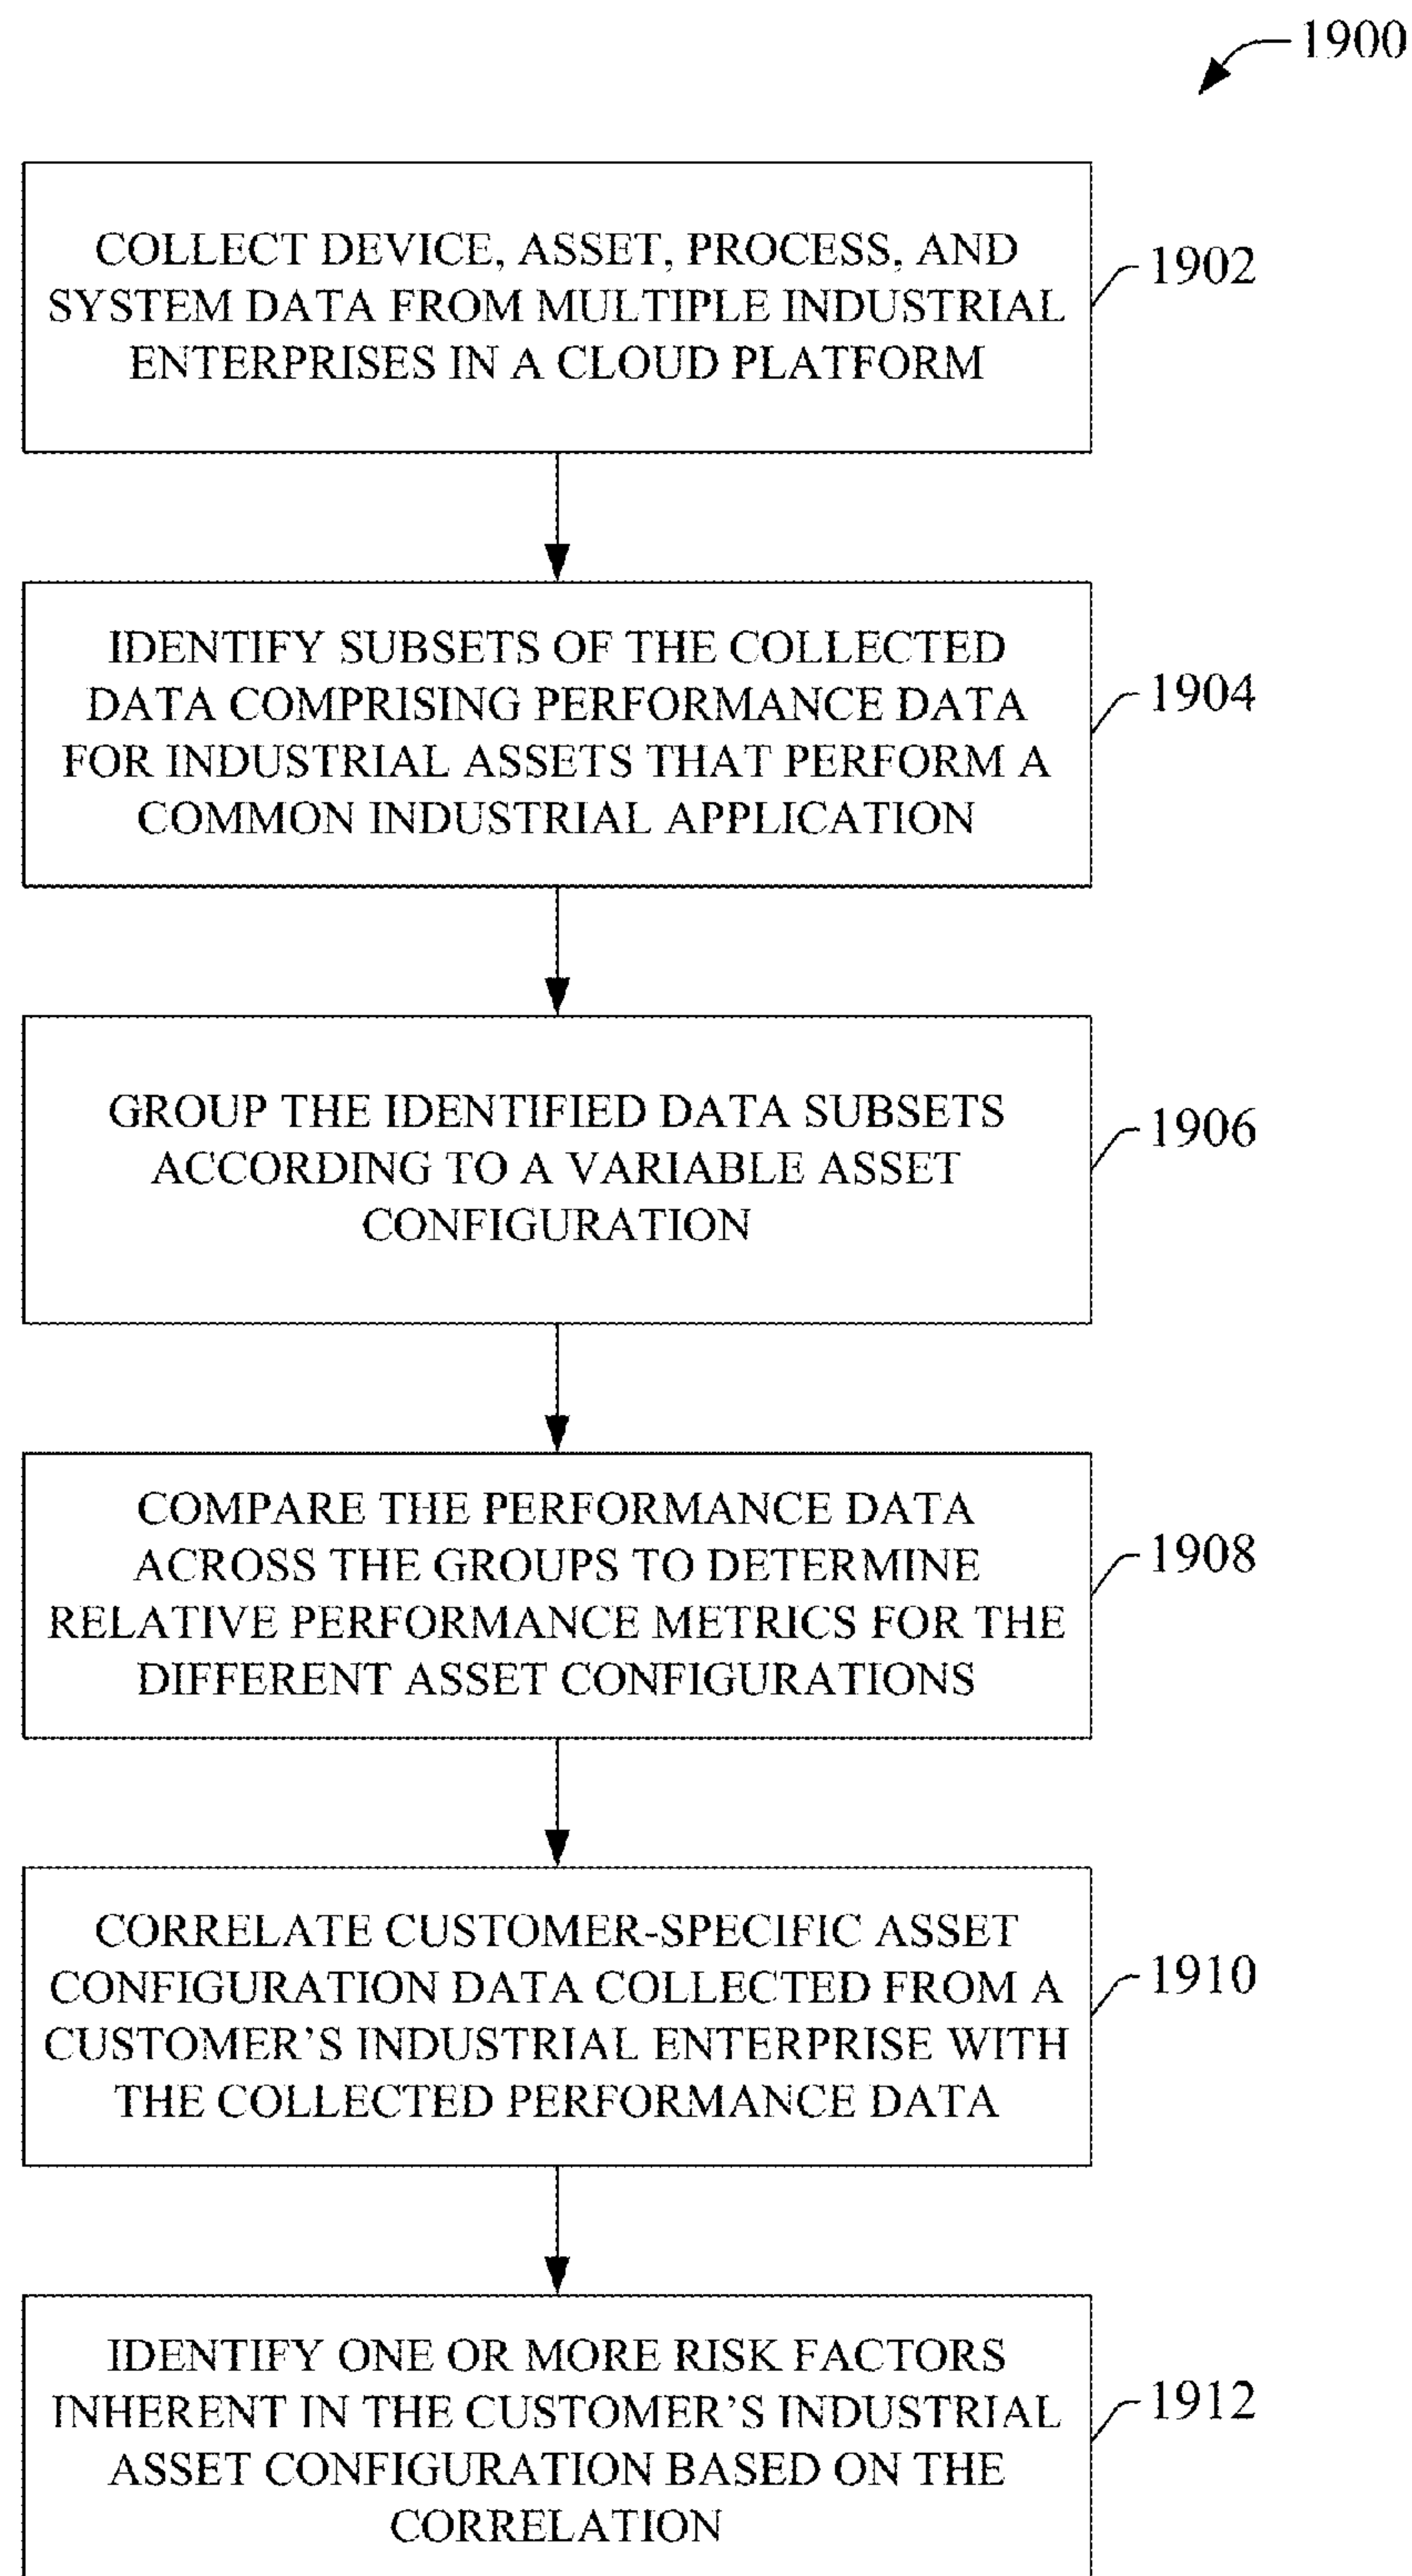 1900
COLLECT DEVICE, ASSET, PROCESS, AND
SYSTEM DATA FROM MULTIPLE INDUSTRIAL
ENTERPRISES IN A CLOUD PLATFORM
1902
IDENTIFY SUBSETS OF THE COLLECTED
DATA COMPRISING PERFORMANCE DATA
FOR INDUSTRIAL ASSETS THAT PERFORM A
COMMON INDUSTRIAL APPLICATION
1904
GROUP THE IDENTIFIED DATA SUBSETS
ACCORDING TO A VARIABLE ASSET
CONFIGURATION
1906
COMPARE THE PERFORMANCE DATA
ACROSS THE GROUPS TO DETERMINE
RELATIVE PERFORMANCE METRICS FOR THE
DIFFERENT ASSET CONFIGURATIONS
1908
CORRELATE CUSTOMER-SPECIFIC ASSET
CONFIGURATION DATA COLLECTED FROM A
CUSTOMER’S INDUSTRIAL ENTERPRISE WITH
THE COLLECTED PERFORMANCE DATA
1910
IDENTIFY ONE OR MORE RISK FACTORS
INHERENT IN THE CUSTOMER’S INDUSTRIAL
ASSET CONFIGURATION BASED ON THE
CORRELATION
1912